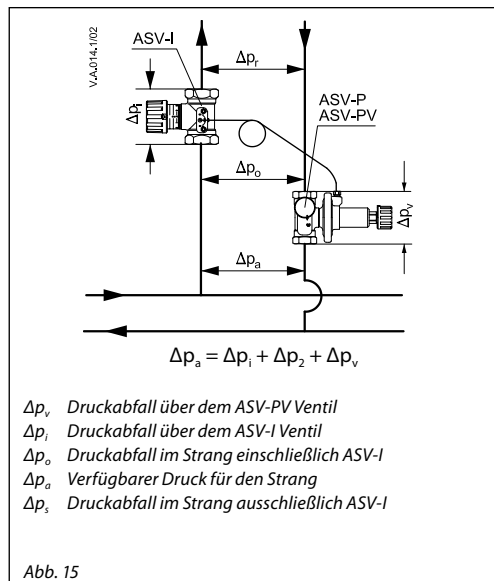 V.A.014.1/02
ASV-I
Δpᵣ
ASV-P
ASV-PV
Δpᵢ
Δpₒ
Δpᵥ
Δpₐ
Δpₐ = Δpᵢ + Δp₂ + Δpᵥ
Δpᵥ Druckabfall über dem ASV-PV Ventil
Δpᵢ Druckabfall über dem ASV-I Ventil
Δpₒ Druckabfall im Strang einschließlich ASV-I
Δpₐ Verfügbarer Druck für den Strang
Δpₛ Druckabfall im Strang ausschließlich ASV-I
Abb. 15